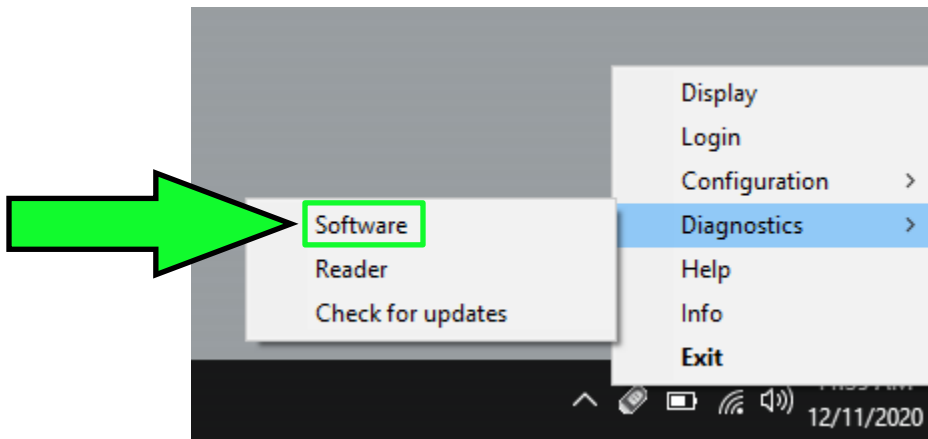 Display
Login
Configuration
Diagnostics
Help
Info
Exit
Software
Reader
Check for updates
12/11/2020